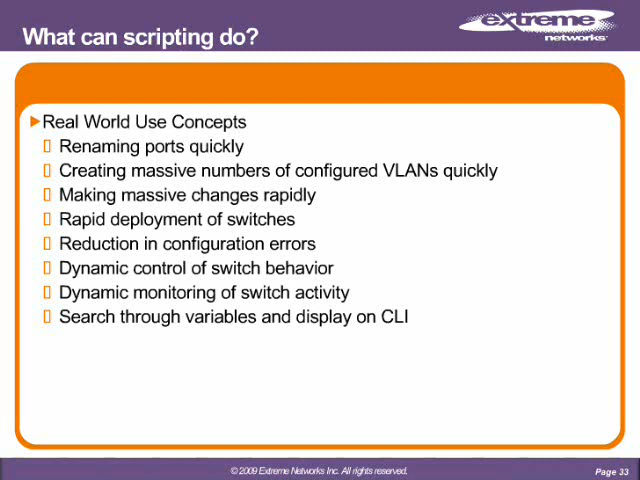 What can scripting do?
extreme
networks
Real World Use Concepts
Renaming ports quickly
Creating massive numbers of configured VLANs quickly
Making massive changes rapidly
Rapid deployment of switches
Reduction in configuration errors
Dynamic control of switch behavior
Dynamic monitoring of switch activity
Search through variables and display on CLI
© 2009 Extreme Networks Inc. All rights reserved.
Page 33